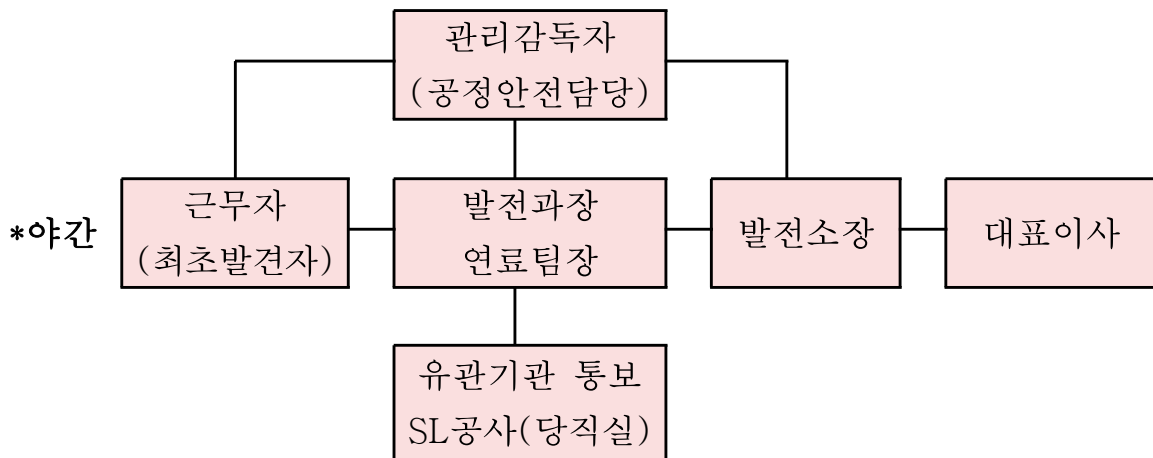 관리감독자
(공정안전담당)
*야간
근무자
(최초발견자)
발전과장
연료팀장
발전소장
대표이사
유관기관 통보
SL공사(당직실)